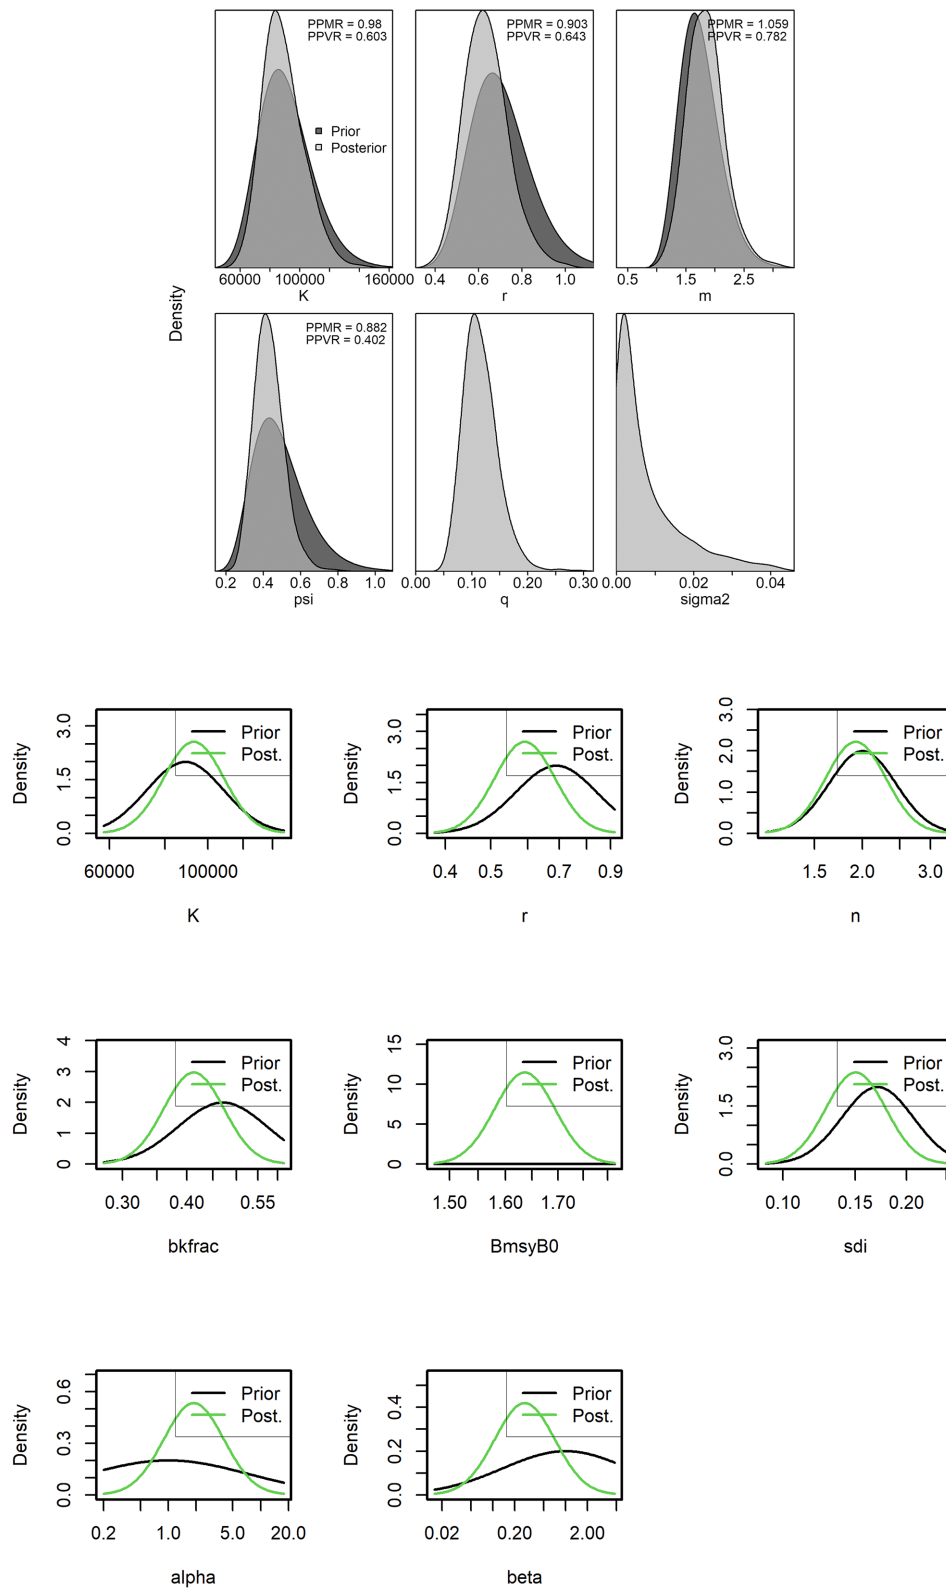 PPMR = 0.98
PPVR = 0.603
Prior
Posterior
60000 100000 160000
K
PPMR = 0.903
PPVR = 0.643
0.4 0.6 0.8 1.0
r
PPMR = 1.059
PPVR = 0.782
0.5 1.5 2.5
m
Density
PPMR = 0.882
PPVR = 0.402
0.2 0.4 0.6 0.8 1.0
psi
0.00 0.10 0.20 0.30
q
0.00 0.02 0.04
sigma2
Density
0.0 1.5 3.0
Prior
Post.
60000 100000
K
Density
0.0 1.5 3.0
Prior
Post.
0.4 0.5 0.7 0.9
r
Density
0.0 1.0 2.0 3.0
Prior
Post.
1.5 2.0 3.0
n
Density
0 1 2 3 4
Prior
Post.
0.30 0.40 0.55
bkfrac
Density
0 5 10 15
Prior
Post.
1.50 1.60 1.70
BmsyB0
Density
0.0 1.5 3.0
Prior
Post.
0.10 0.15 0.20
sdi
Density
0.0 0.3 0.6
Prior
Post.
0.2 1.0 5.0 20.0
alpha
Density
0.0 0.2 0.4
Prior
Post.
0.02 0.20 2.00
beta